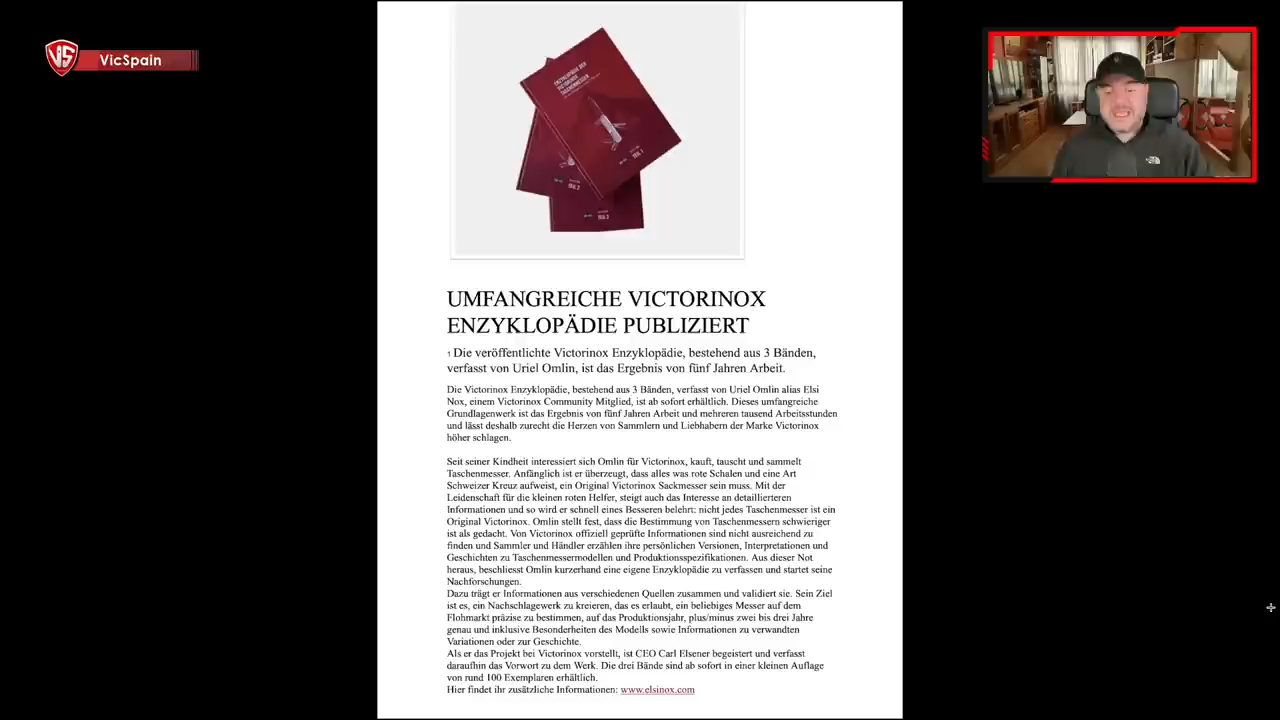 VS
VicSpain
ENZYKLOPÄDIE DER
VICTORINOX
TASCHENMESSER
TEIL 1
TEIL 2
TEIL 3
UMFANGREICHE VICTORINOX
ENZYKLOPÄDIE PUBLIZIERT
Die veröffentlichte Victorinox Enzyklopädie, bestehend aus 3 Bänden,
verfasst von Uriel Omlin, ist das Ergebnis von fünf Jahren Arbeit.
Die Victorinox Enzyklopädie, bestehend aus 3 Bänden, verfasst von Uriel Omlin alias Elsi
Nox, einem Victorinox Community Mitglied, ist ab sofort erhältlich. Dieses umfangreiche
Grundlagenwerk ist das Ergebnis von fünf Jahren Arbeit und mehreren tausend Arbeitsstunden
und lässt deshalb zurecht die Herzen von Sammlern und Liebhabern der Marke Victorinox
höher schlagen.
Seit seiner Kindheit interessiert sich Omlin für Victorinox, kauft, tauscht und sammelt
Taschenmesser. Anfänglich ist er überzeugt, dass alles was rote Schalen und eine Art
Schweizer Kreuz aufweist, ein Original Victorinox Sackmesser sein muss. Mit der
Leidenschaft für die kleinen roten Helfer, steigt auch das Interesse an detaillierteren
Informationen und so wird er schnell eines Besseren belehrt: nicht jedes Taschenmesser ist ein
Original Victorinox. Omlin stellt fest, dass die Bestimmung von Taschenmessern schwieriger
ist als gedacht. Von Victorinox offiziell geprüfte Informationen sind nicht ausreichend zu
finden und Sammler und Händler erzählen ihre persönlichen Versionen, Interpretationen und
Geschichten zu Taschenmessermodellen und Produktionsspezifikationen. Aus dieser Not
heraus, beschliesst Omlin kurzerhand eine eigene Enzyklopädie zu verfassen und startet seine
Nachforschungen.
Dazu trägt er Informationen aus verschiedenen Quellen zusammen und validiert sie. Sein Ziel
ist es, ein Nachschlagewerk zu kreieren, das es erlaubt, ein beliebiges Messer auf dem
Flohmarkt präzise zu bestimmen, auf das Produktionsjahr, plus/minus zwei bis drei Jahre
genau und inklusive Besonderheiten des Modells sowie Informationen zu verwandten
Variationen oder zur Geschichte.
Als er das Projekt bei Victorinox vorstellt, ist CEO Carl Elsener begeistert und verfasst
daraufhin das Vorwort zu dem Werk. Die drei Bände sind ab sofort in einer kleinen Auflage
von rund 100 Exemplaren erhältlich.
Hier findet ihr zusätzliche Informationen: www.elsinox.com